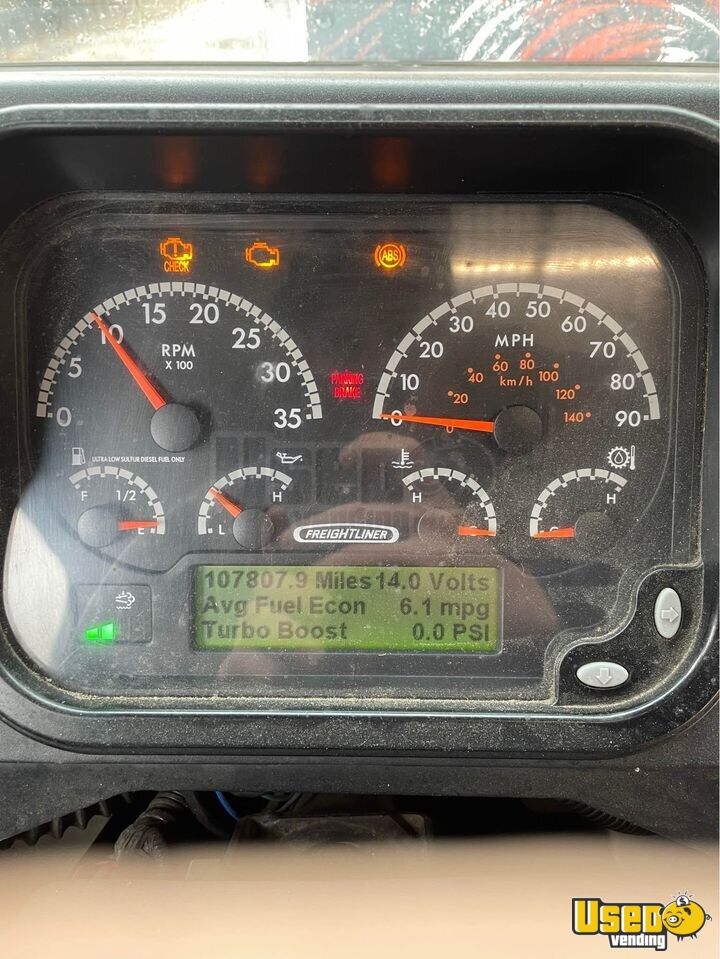 CHECK
ABS
0 5 10 15 20 25 30 35
RPM
X 100
PARKING
BRAKE
0 10 20 30 40 50 60 70 80 90
MPH
0 20 40 60 80 100 120 140
km/h
ULTRA LOW SULFUR DIESEL FUEL ONLY
F 1/2 E
L H
H
H
FREIGHTLINER
107807.9 Miles 14.0 Volts
Avg Fuel Econ 6.1 mpg
Turbo Boost 0.0 PSI
USED
vending